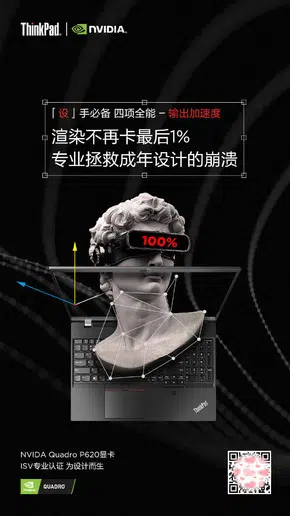 ThinkPad. NVIDIA.
「设」手必备 四项全能 – 输出加速度
渲染不再卡最后1%
专业拯救成年设计的崩溃
100%
ThinkPad
NVIDA Quadro P620显卡
ISV专业认证 为设计而生
QUADRO